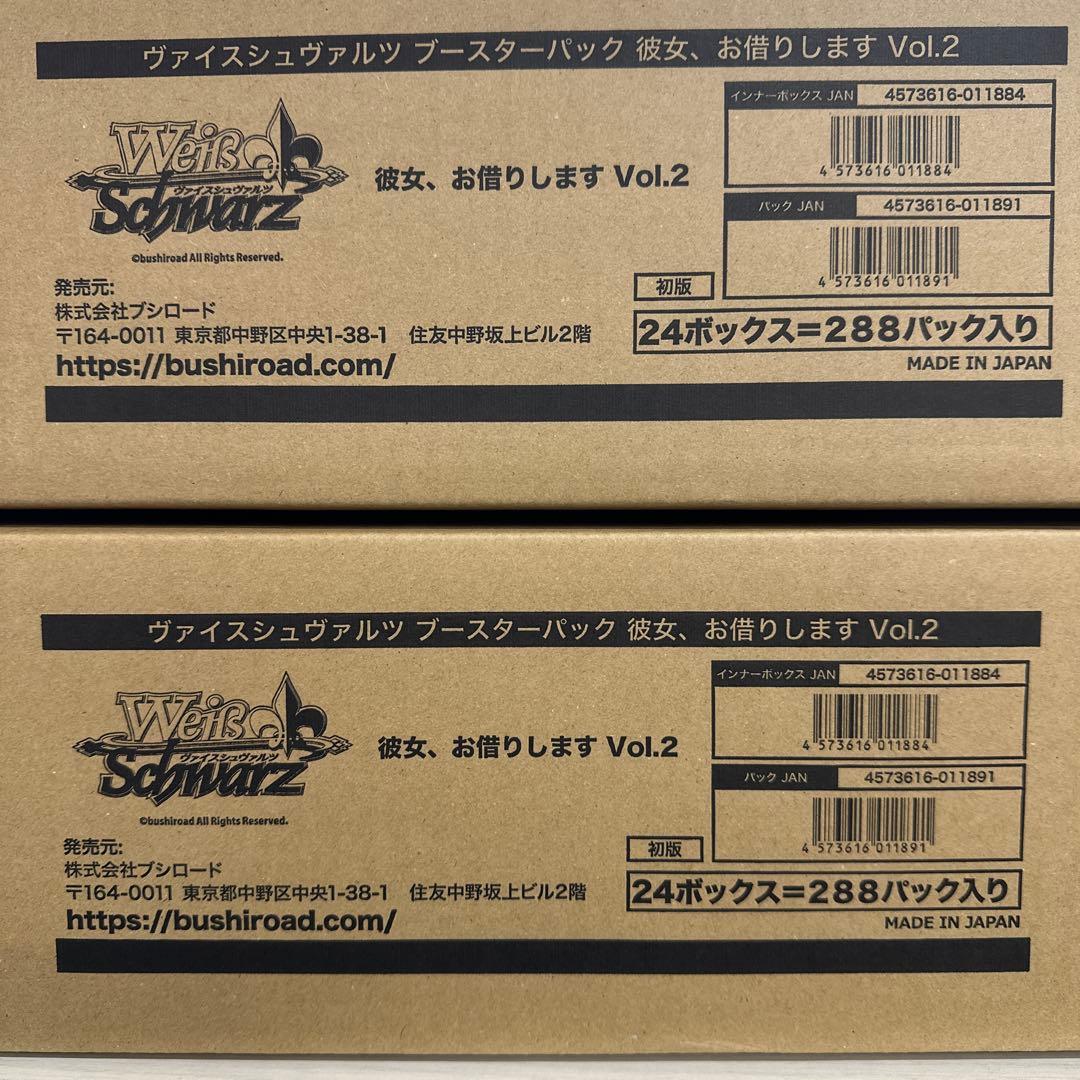 ヴァイスシュヴァルツ ブースターパック 彼女、お借りします Vol.2
インナーボックス JAN 4573616-011884
4 573616 011884
Weiß
ヴァイスシュヴァルツ
Schwarz
彼女、お借りします Vol.2
パック JAN 4573616-011891
4 573616 011891
©bushiroad All Rights Reserved.
発売元:
株式会社ブシロード
〒164-0011 東京都中野区中央1-38-1 住友中野坂上ビル2階
https://bushiroad.com/
初版
24ボックス=288パック入り
MADE IN JAPAN
ヴァイスシュヴァルツ ブースターパック 彼女、お借りします Vol.2
インナーボックス JAN 4573616-011884
4 573616 011884
Weiß
ヴァイスシュヴァルツ
Schwarz
彼女、お借りします Vol.2
パック JAN 4573616-011891
4 573616 011891
©bushiroad All Rights Reserved.
発売元:
株式会社ブシロード
〒164-0011 東京都中野区中央1-38-1 住友中野坂上ビル2階
https://bushiroad.com/
初版
24ボックス=288パック入り
MADE IN JAPAN